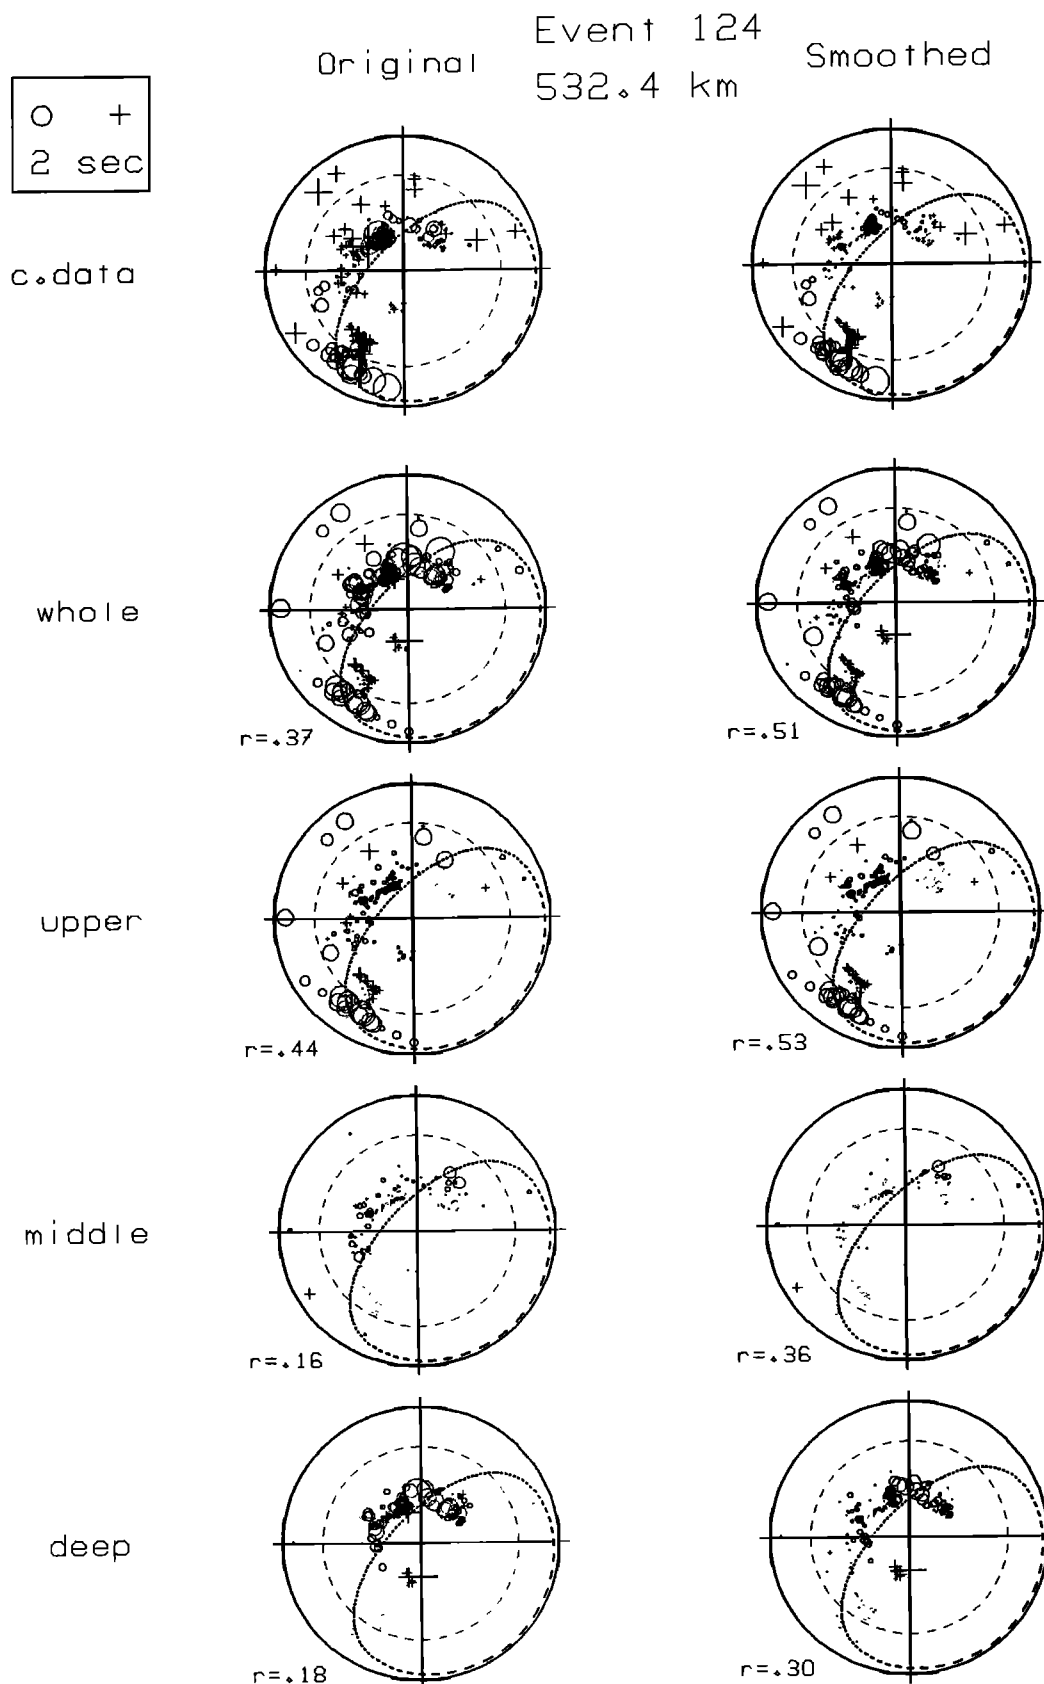 Event 124
532.4 km
Original
Smoothed
2 sec
c.data
whole
r=.37
r=.51
upper
r=.44
r=.53
middle
r=.16
r=.36
deep
r=.18
r=.30